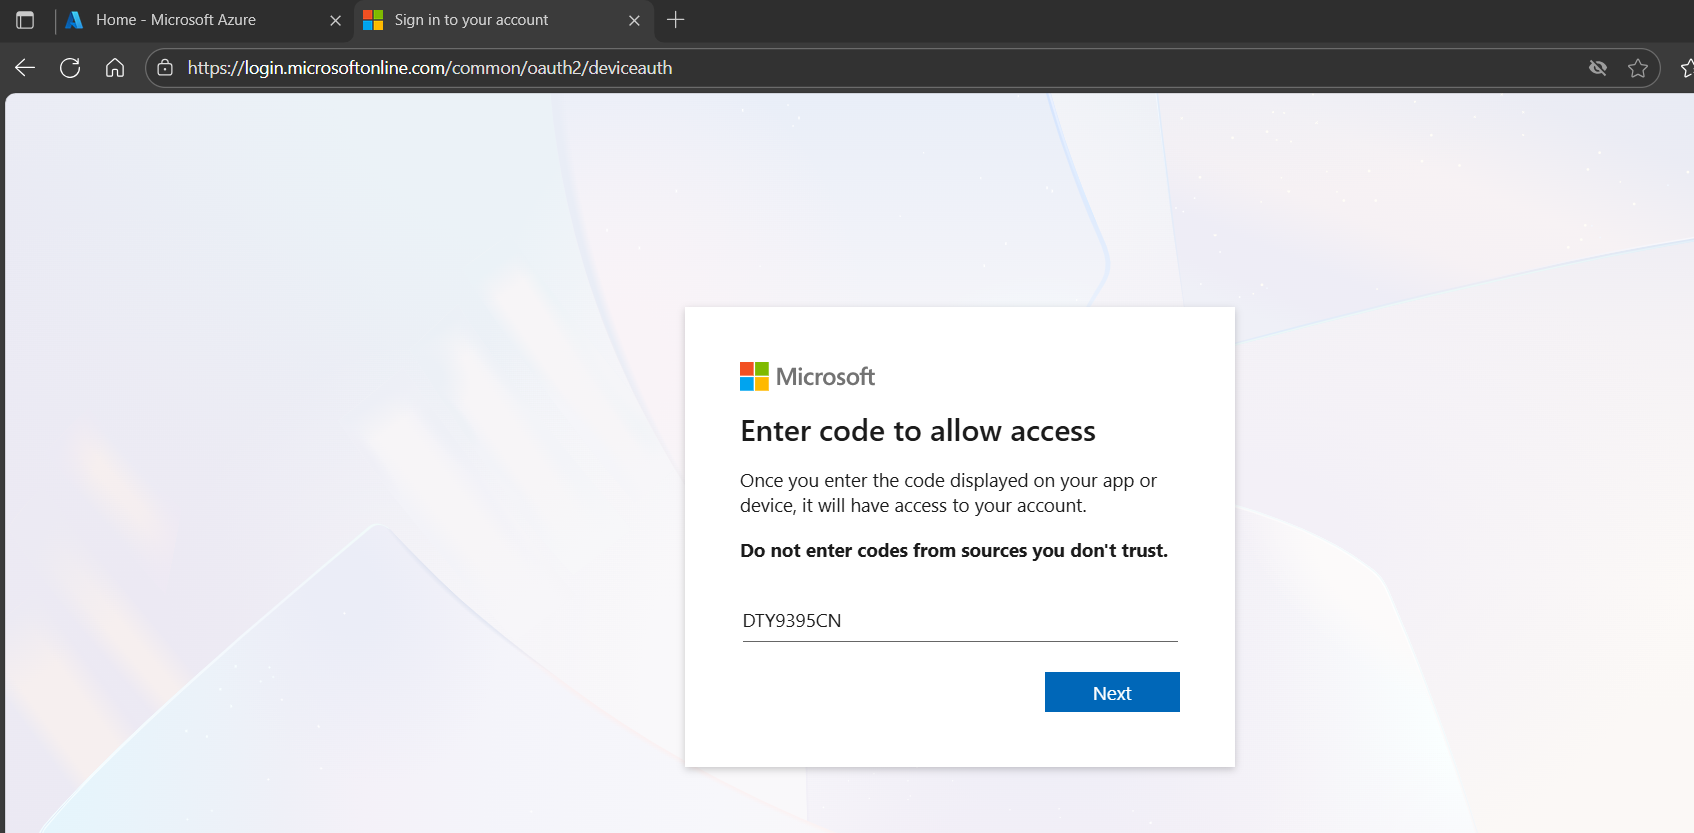 Home - Microsoft Azure
Sign in to your account
https://login.microsoftonline.com/common/oauth2/deviceauth
Microsoft
Enter code to allow access
Once you enter the code displayed on your app or
device, it will have access to your account.
Do not enter codes from sources you don't trust.
DTY9395CN
Next